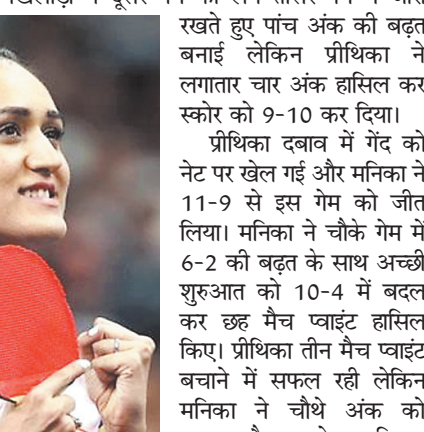 रखते हुए पांच अंक की बढ़त
बनाई लेकिन प्रीथिका ने
लगातार चार अंक हासिल कर
स्कोर को 9-10 कर दिया।
प्रीथिका दबाव में गेंद को
नेट पर खेल गई और मनिका ने
11-9 से इस गेम को जीत
लिया। मनिका ने चौके गेम में
6-2 की बढ़त के साथ अच्छी
शुरुआत को 10-4 में बदल
कर छह मैच प्वाइंट हासिल
किए। प्रीथिका तीन मैच प्वाइंट
बचाने में सफल रही लेकिन
मनिका ने चौथे अंक को